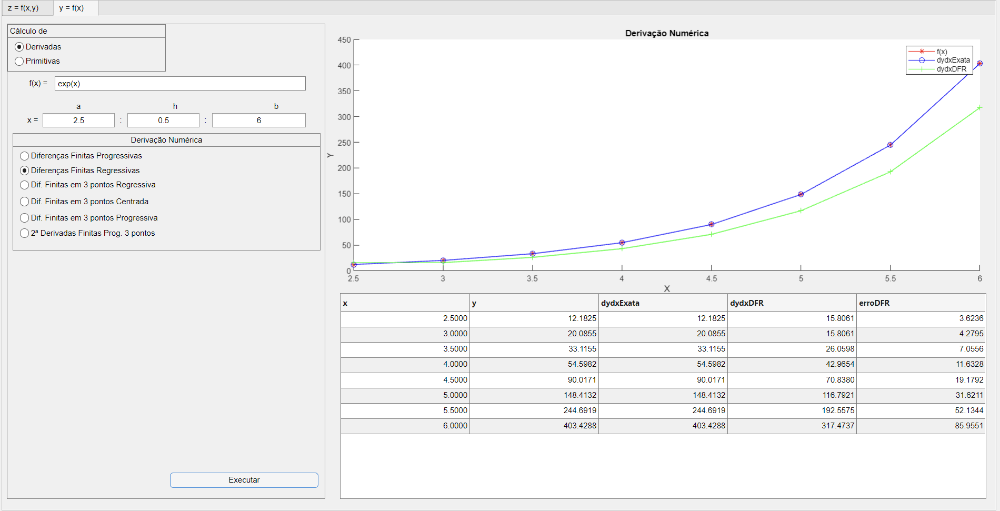 z = f(x,y) y = f(x)
Cálculo de
Derivadas
Primitivas
f(x) = exp(x)
a h b
x = 2.5 : 0.5 : 6
Derivação Numérica
Diferenças Finitas Progressivas
Diferenças Finitas Regressivas
Dif. Finitas em 3 pontos Regressiva
Dif. Finitas em 3 pontos Centrada
Dif. Finitas em 3 pontos Progressiva
2ª Derivadas Finitas Prog. 3 pontos
Executar
Derivação Numérica
450
400
350
300
250
200
150
100
50
0
Y
2.5 3 3.5 4 4.5 5 5.5 6
X
f(x)
dydxExata
dydxDFR
x y dydxExata dydxDFR erroDFR
2.5000 12.1825 12.1825 15.8061 3.6236
3.0000 20.0855 20.0855 15.8061 4.2795
3.5000 33.1155 33.1155 26.0598 7.0556
4.0000 54.5982 54.5982 42.9654 11.6328
4.5000 90.0171 90.0171 70.8380 19.1792
5.0000 148.4132 148.4132 116.7921 31.6211
5.5000 244.6919 244.6919 192.5575 52.1344
6.0000 403.4288 403.4288 317.4737 85.9551